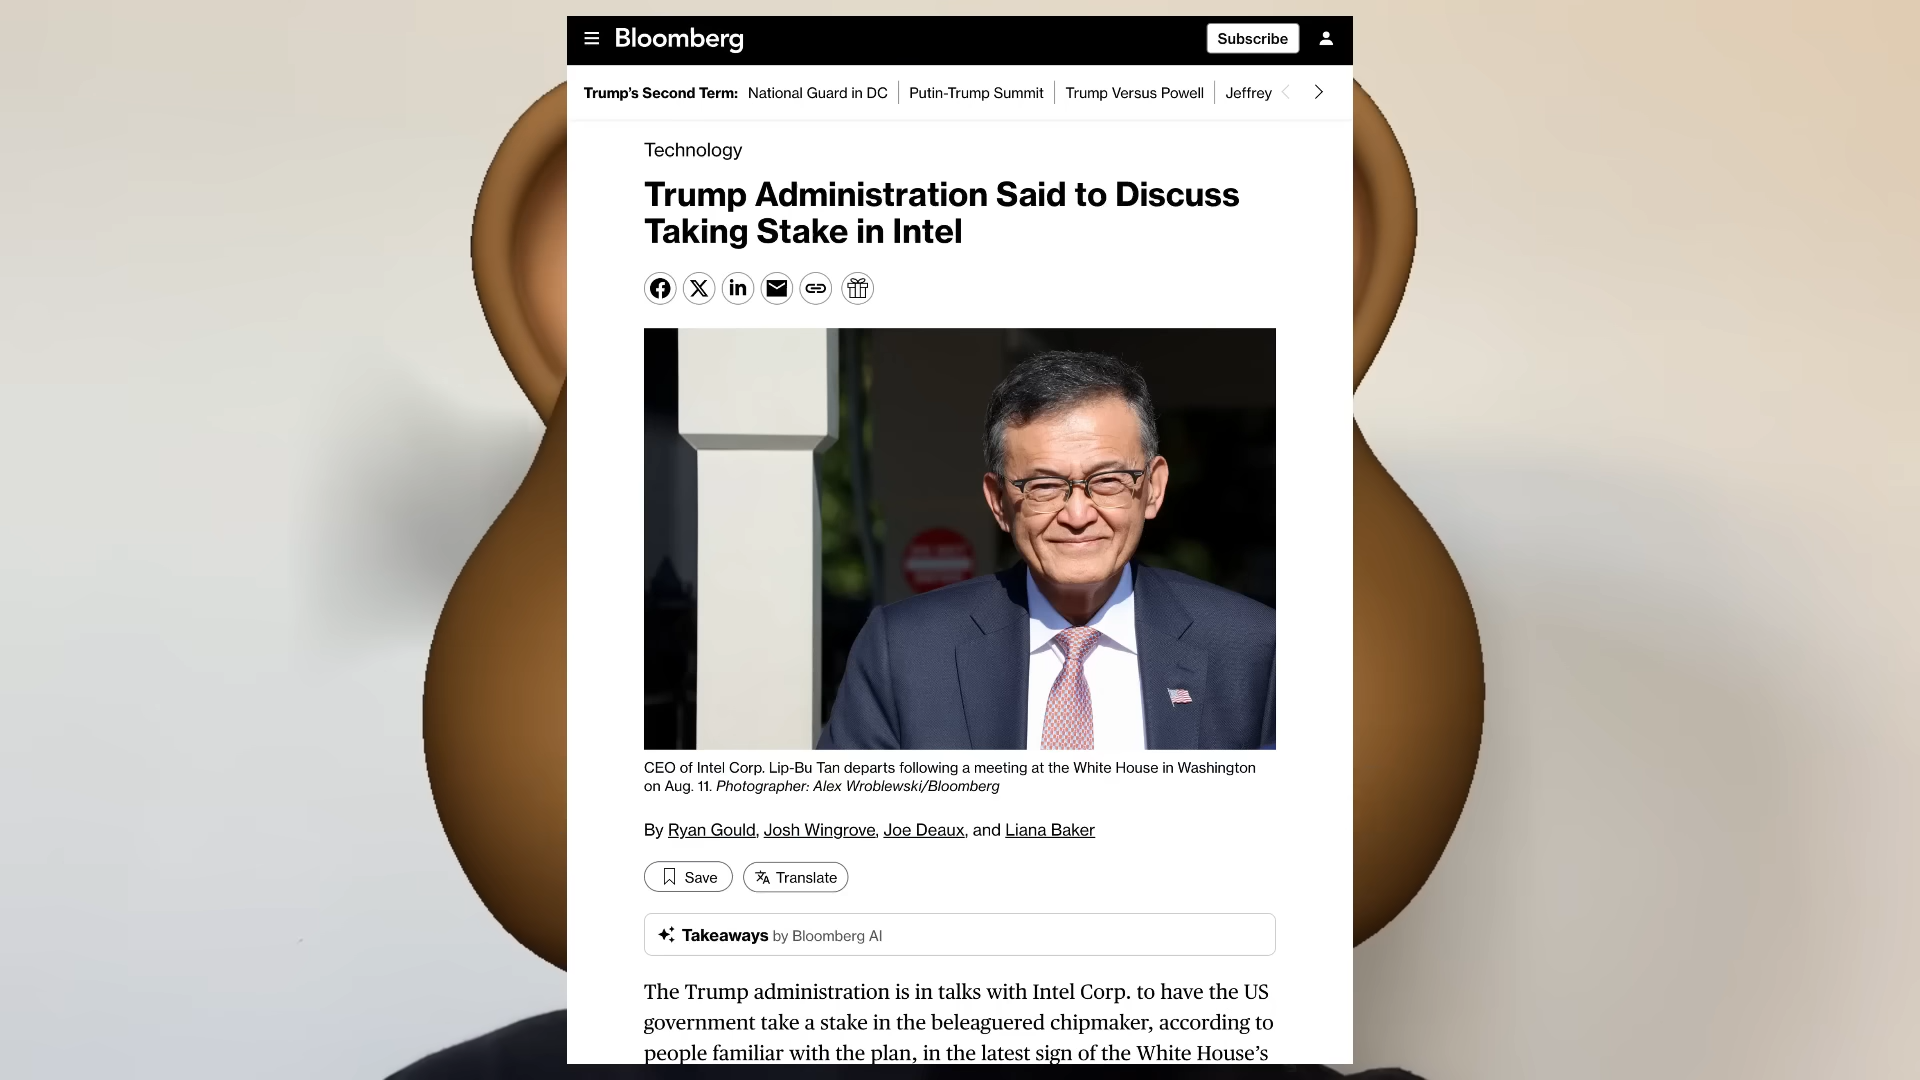 Bloomberg
Subscribe
Trump's Second Term: National Guard in DC Putin-Trump Summit Trump Versus Powell Jeffrey
Technology
Trump Administration Said to Discuss
Taking Stake in Intel
CEO of Intel Corp. Lip-Bu Tan departs following a meeting at the White House in Washington
on Aug. 11. Photographer: Alex Wroblewski/Bloomberg
By Ryan Gould, Josh Wingrove, Joe Deaux, and Liana Baker
Save Translate
Takeaways by Bloomberg AI
The Trump administration is in talks with Intel Corp. to have the US
government take a stake in the beleaguered chipmaker, according to
people familiar with the plan, in the latest sign of the White House's